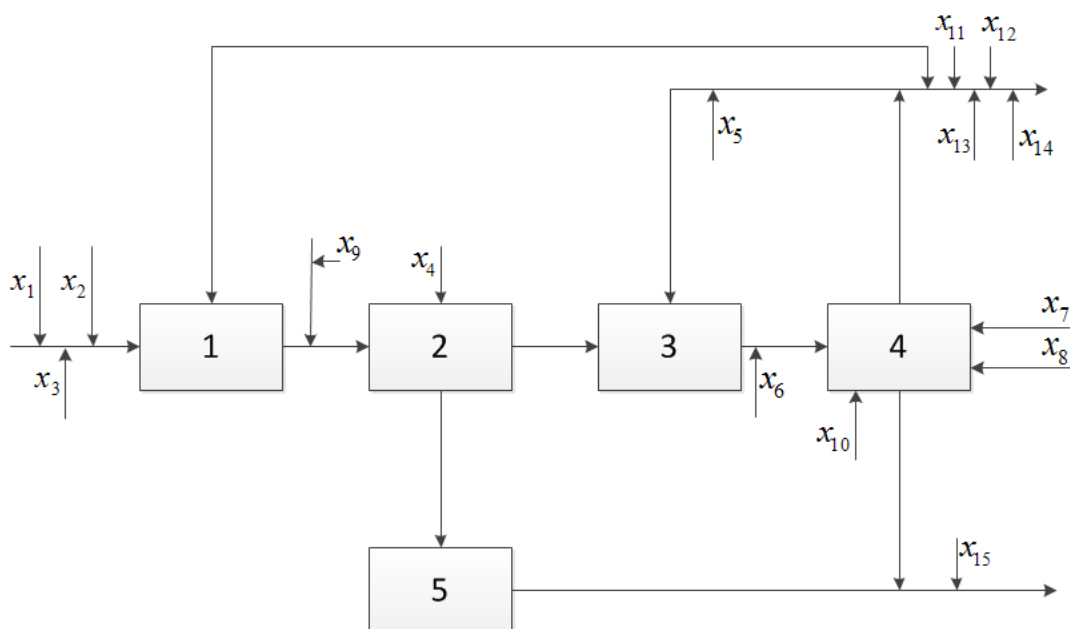 x₁₁ x₁₂
x₅ x₁₃ x₁₄
x₁ x₂ x₉ x₄
x₇
1 2 3 4
x₈
x₃ x₆
x₁₀
x₁₅
5